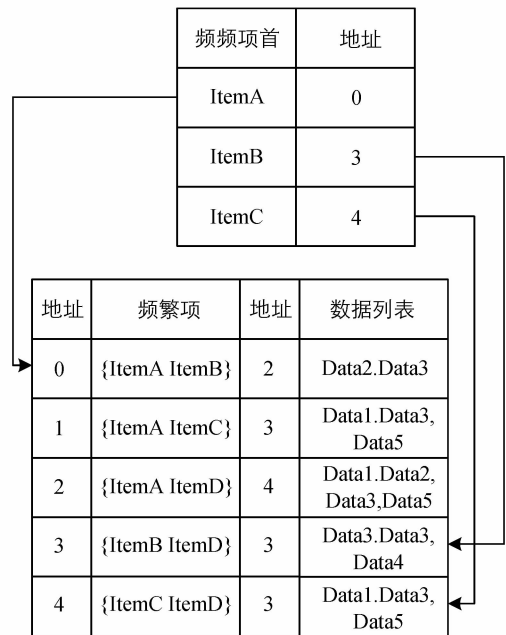 频频项首 地址
ItemA 0
ItemB 3
ItemC 4
地址 频繁项 地址 数据列表
0 {ItemA ItemB} 2 Data2.Data3
1 {ItemA ItemC} 3 Data1.Data3,
Data5
2 {ItemA ItemD} 4 Data1.Data2,
Data3,Data5
3 {ItemB ItemD} 3 Data3.Data3,
Data4
4 {ItemC ItemD} 3 Data1.Data3,
Data5